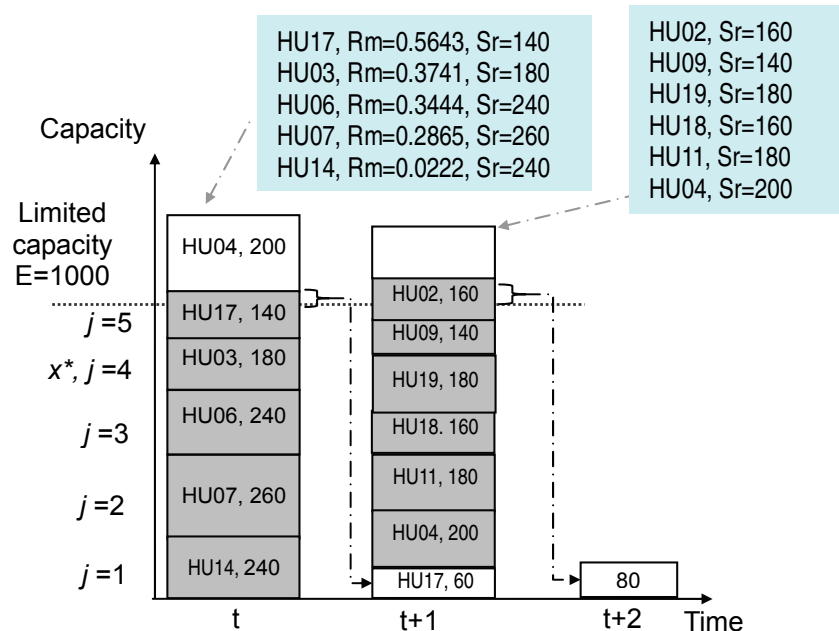 HU17, Rm=0.5643, Sr=140
HU03, Rm=0.3741, Sr=180
HU06, Rm=0.3444, Sr=240
HU07, Rm=0.2865, Sr=260
HU14, Rm=0.0222, Sr=240
HU02, Sr=160
HU09, Sr=140
HU19, Sr=180
HU18, Sr=160
HU11, Sr=180
HU04, Sr=200
Capacity
Limited
capacity
E=1000
j =5
x*, j =4
j =3
j =2
j =1
HU04, 200
HU17, 140
HU03, 180
HU06, 240
HU07, 260
HU14, 240
HU02, 160
HU09, 140
HU19, 180
HU18. 160
HU11, 180
HU04, 200
HU17, 60
80
t
t+1
t+2
Time